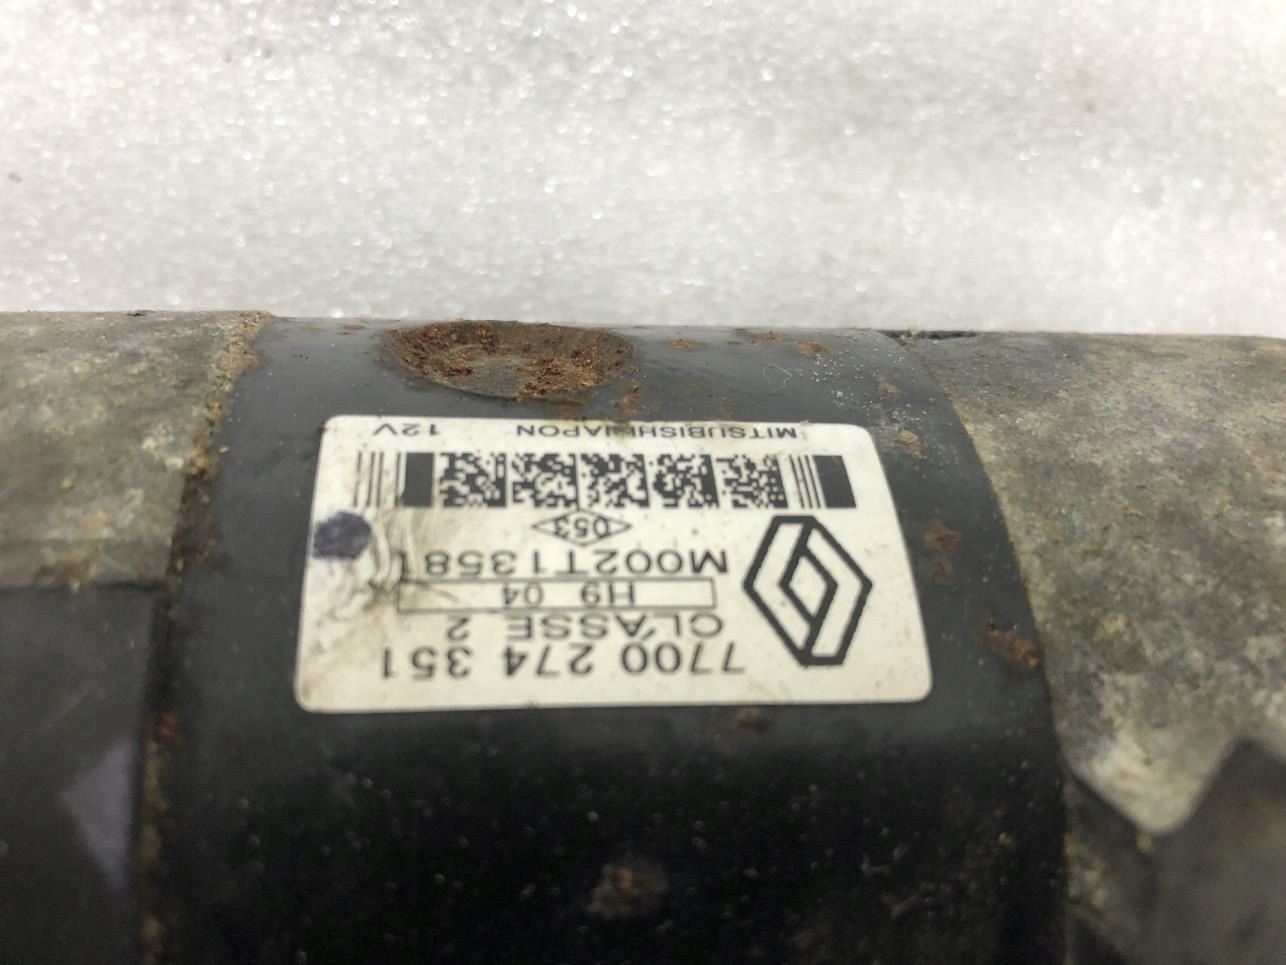 7700 274 351
CLASSE 2
H9 04
M002T13581
053
MITSUBISHI JAPON 12V